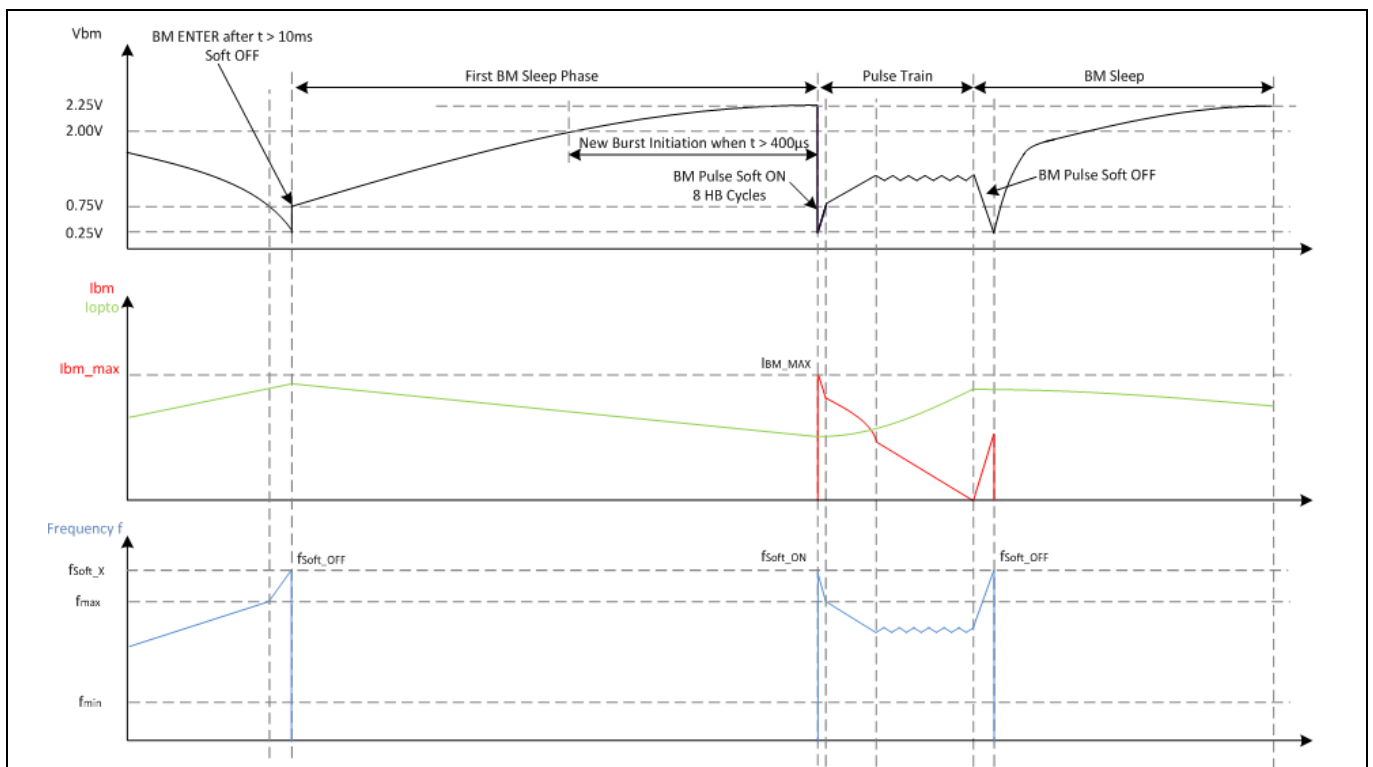 Vbm
BM ENTER after t > 10ms
Soft OFF
First BM Sleep Phase
Pulse Train
BM Sleep
2.25V
2.00V
New Burst Initiation when t > 400µs
BM Pulse Soft ON
8 HB Cycles
BM Pulse Soft OFF
0.75V
0.25V
Ibm
Iopto
Ibm_max
IBM_MAX
Frequency f
fSoft_X
fSoft_OFF
fSoft_ON
fSoft_OFF
fmax
fmin